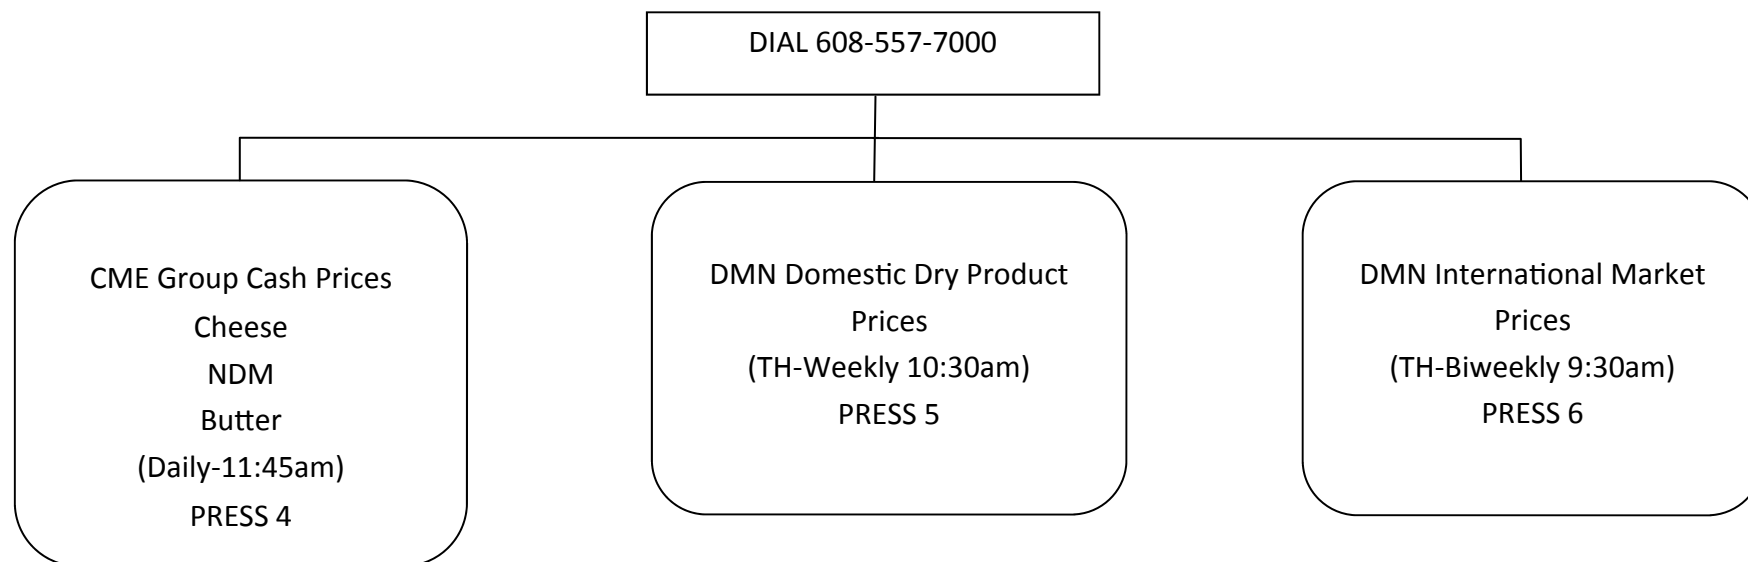 DIAL 608-557-7000
CME Group Cash Prices
Cheese
NDM
Butter
(Daily-11:45am)
PRESS 4
DMN Domestic Dry Product
Prices
(TH-Weekly 10:30am)
PRESS 5
DMN International Market
Prices
(TH-Biweekly 9:30am)
PRESS 6